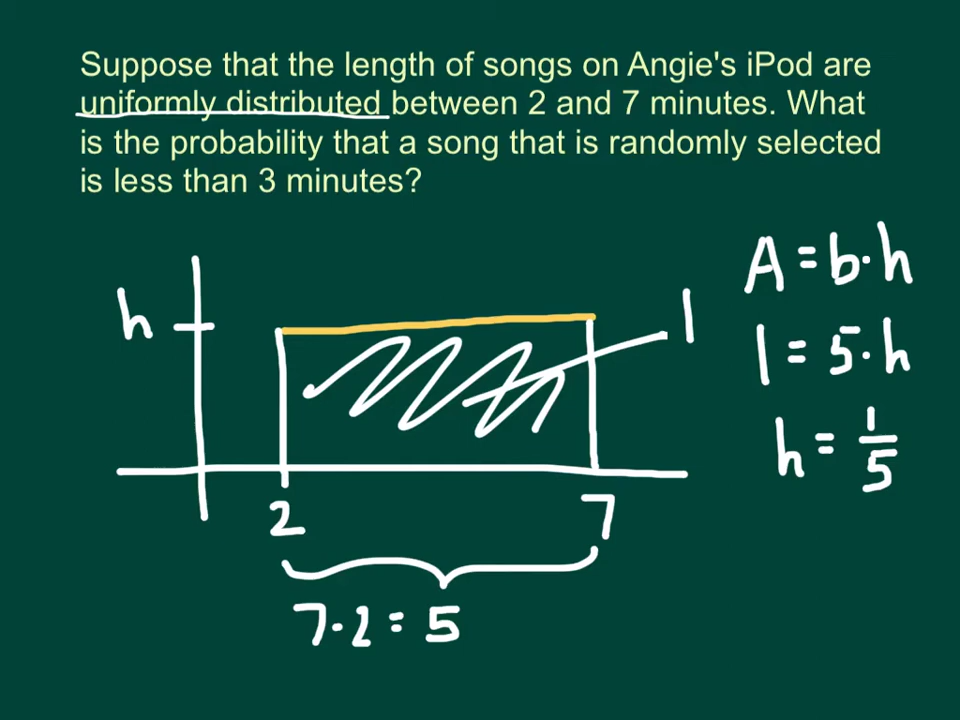 Suppose that the length of songs on Angie's iPod are
uniformly distributed between 2 and 7 minutes. What
is the probability that a song that is randomly selected
is less than 3 minutes?
A = b · h
h
1
1 = 5 · h
h = 1/5
2
7
7 · 2 = 5